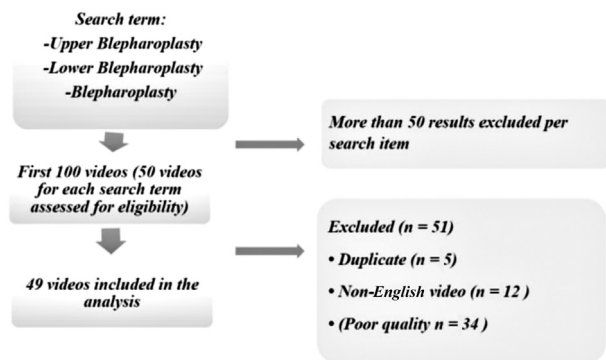 Search term:
-Upper Blepharoplasty
-Lower Blepharoplasty
-Blepharoplasty
More than 50 results excluded per
search item
First 100 videos (50 videos
for each search term
assessed for eligibility)
Excluded (n = 51)
• Duplicate (n = 5)
• Non-English video (n = 12 )
• (Poor quality n = 34 )
49 videos included in the
analysis